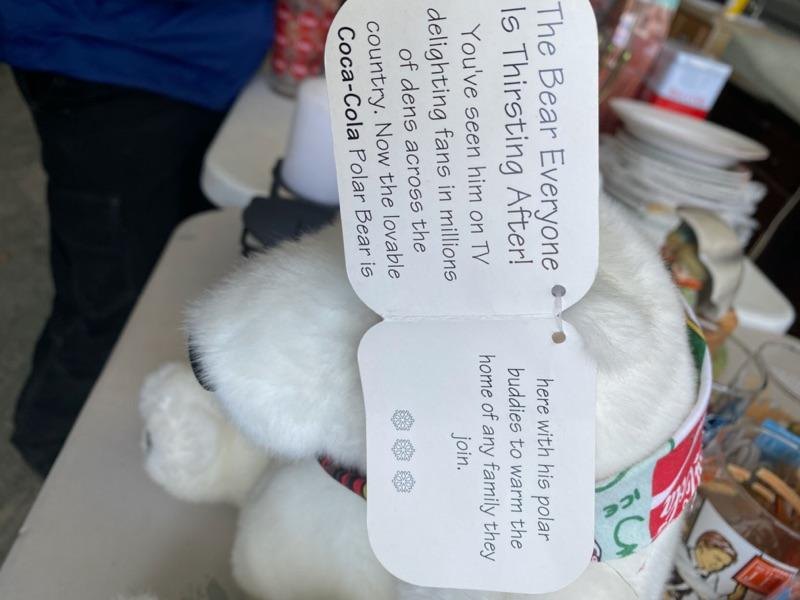 The Bear Everyone
Is Thirsting After!
You've seen him on TV
delighting fans in millions
of dens across the
country. Now the lovable
Coca-Cola Polar Bear is
here with his polar
buddies to warm the
home of any family they
join.